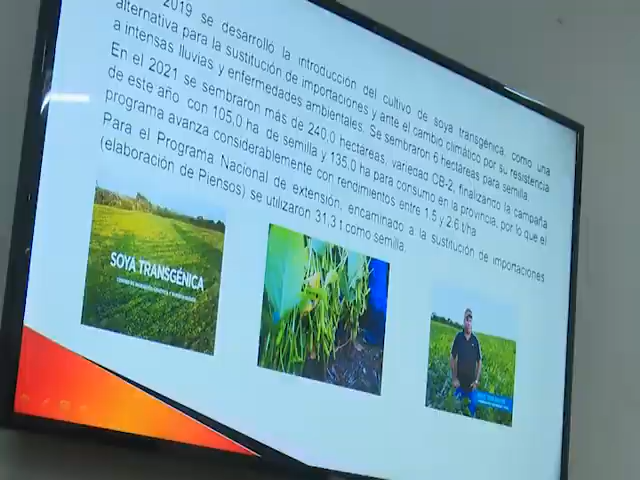 2019 se desarrolló la introducción del cultivo de soya transgénica, como una
alternativa para la sustitución de importaciones y ante el cambio climático por su resistencia
a intensas lluvias y enfermedades ambientales. Se sembraron 6 hectáreas para semilla.
En el 2021 se sembraron más de 240,0 hectáreas, variedad CB-2, finalizando la campaña
de este año con 105,0 ha de semilla y 135,0 ha para consumo en la provincia, por lo que el
programa avanza considerablemente con rendimientos entre 1,5 y 2,6 t/ha
Para el Programa Nacional de extensión, encaminado a la sustitución de importaciones
(elaboración de Piensos) se utilizaron 31,3 t como semilla.
SOYA TRANSGÉNICA